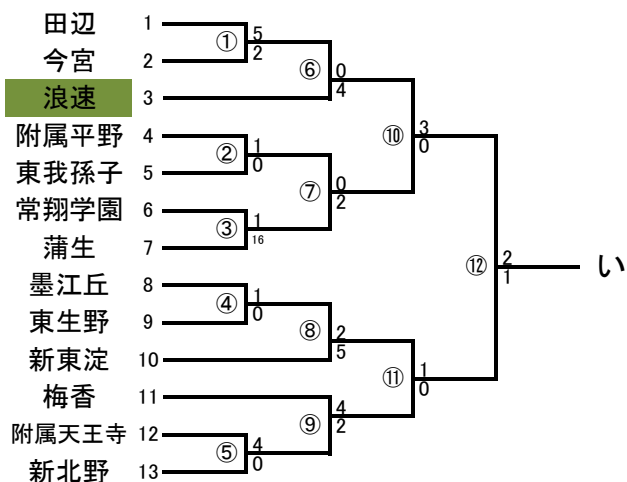 田辺 1
今宮 2
浪速 3
附属平野 4
東我孫子 5
常翔学園 6
蒲生 7
墨江丘 8
東生野 9
新東淀 10
梅香 11
附属天王寺 12
新北野 13
① 5 2
② 1 0
③ 1 16
④ 1 0
⑤ 4 0
⑥ 0 4
⑦ 0 2
⑧ 2 5
⑨ 4 2
⑩ 3 0
⑪ 1 0
⑫ 2 1
い